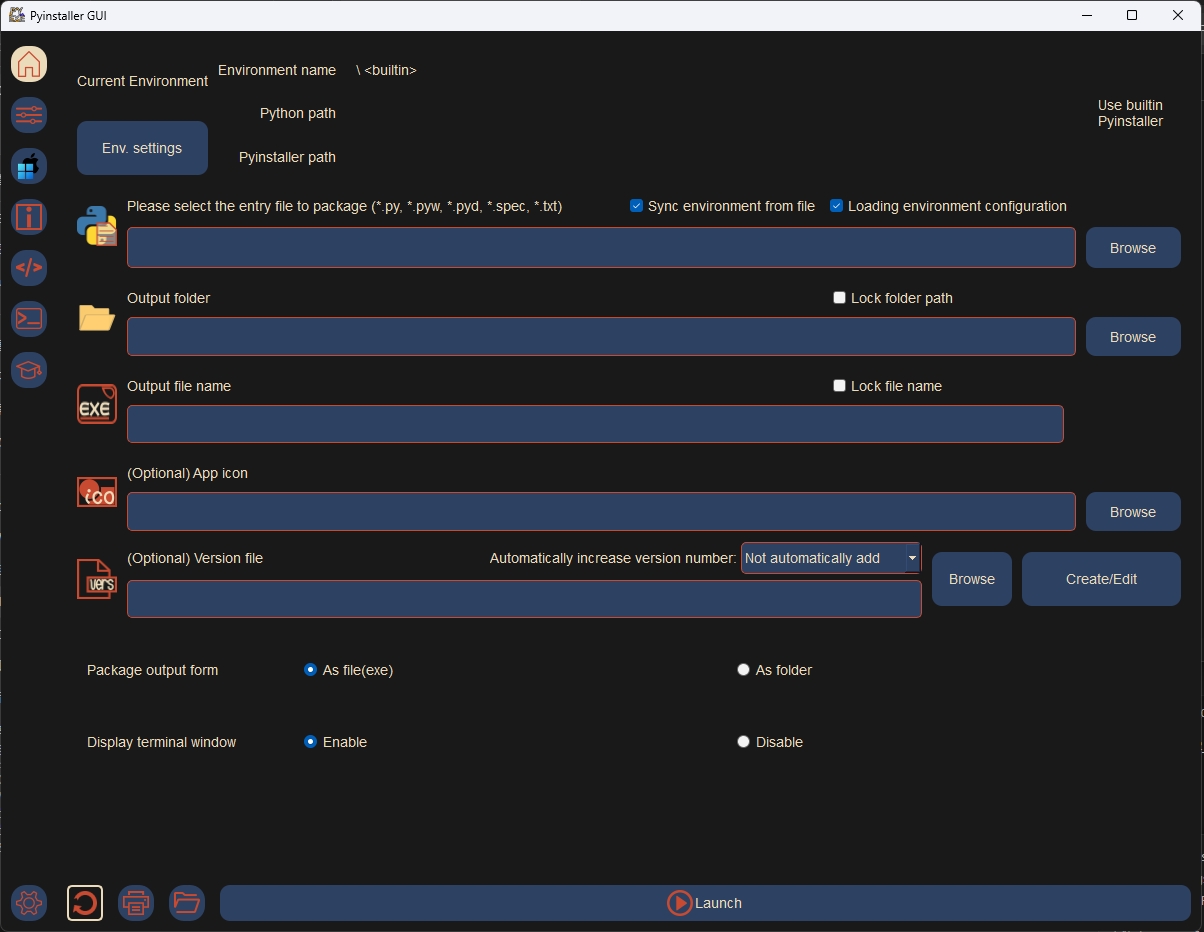 Pyinstaller GUI
Current Environment
Environment name \ <builtin>
Python path
Use builtin
Pyinstaller
Env. settings
Pyinstaller path
Please select the entry file to package (*.py, *.pyw, *.pyd, *.spec, *.txt)
Sync environment from file
Loading environment configuration
Browse
Output folder
Lock folder path
Browse
EXE
Output file name
Lock file name
ico
(Optional) App icon
Browse
vers
(Optional) Version file
Automatically increase version number: Not automatically add
Browse
Create/Edit
Package output form
As file(exe)
As folder
Display terminal window
Enable
Disable
Launch